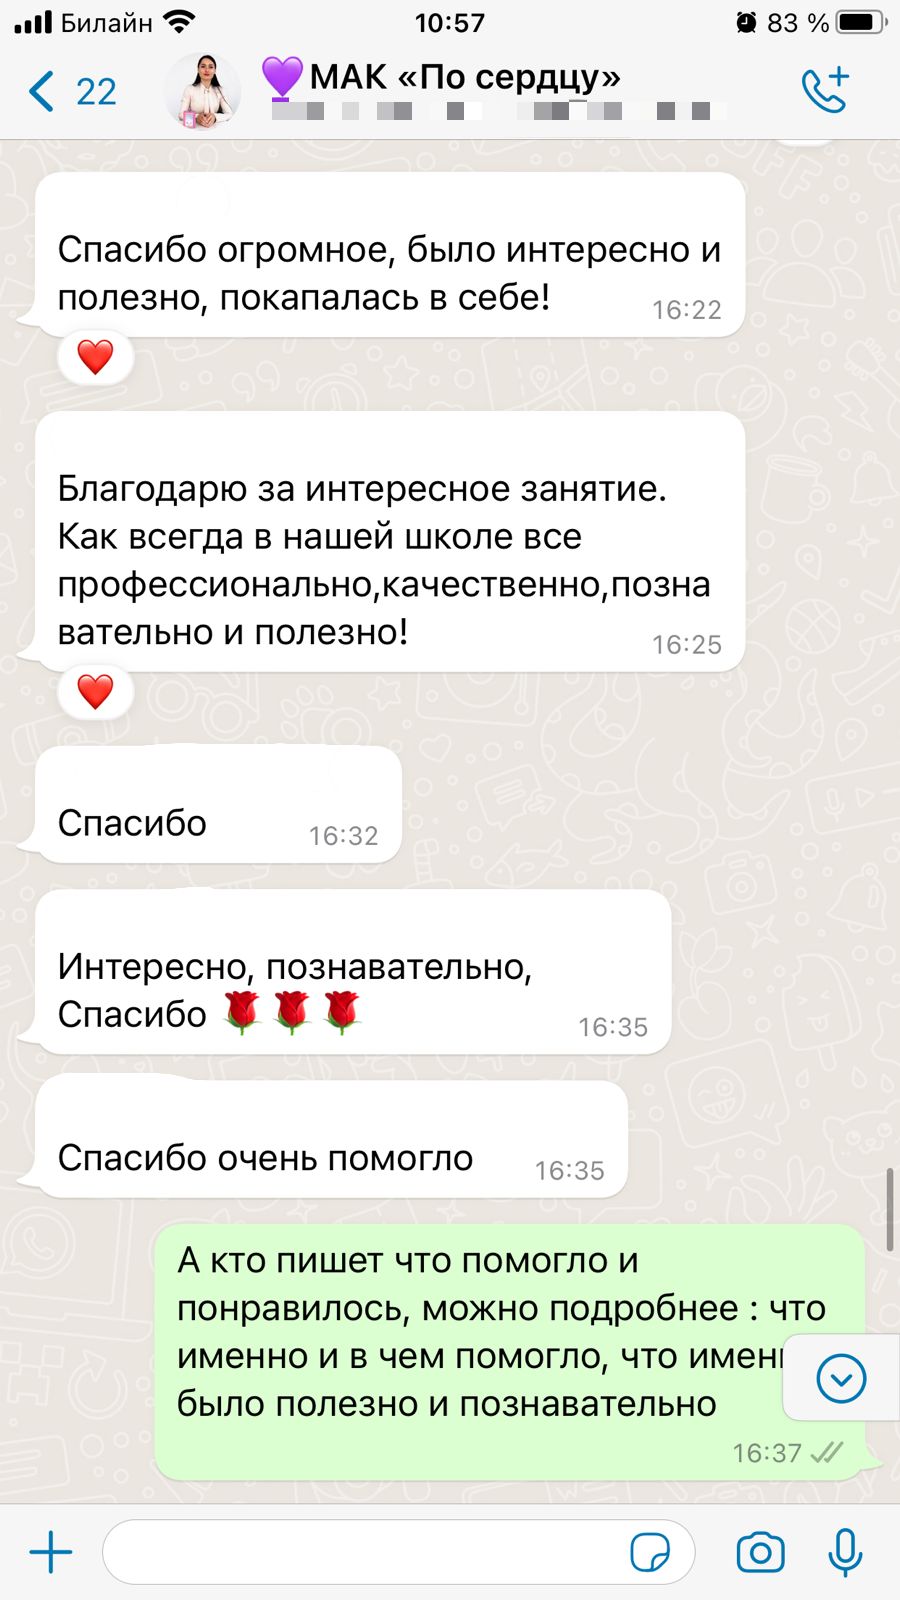 Билайн 10:57 83 %
22 МАК «По сердцу»
Спасибо огромное, было интересно и
полезно, покапалась в себе! 16:22
Благодарю за интересное занятие.
Как всегда в нашей школе все
профессионально,качественно,позна
вательно и полезно! 16:25
Спасибо 16:32
Интересно, познавательно,
Спасибо 16:35
Спасибо очень помогло 16:35
А кто пишет что помогло и
понравилось, можно подробнее : что
именно и в чем помогло, что
было полезно и познавательно
16:37